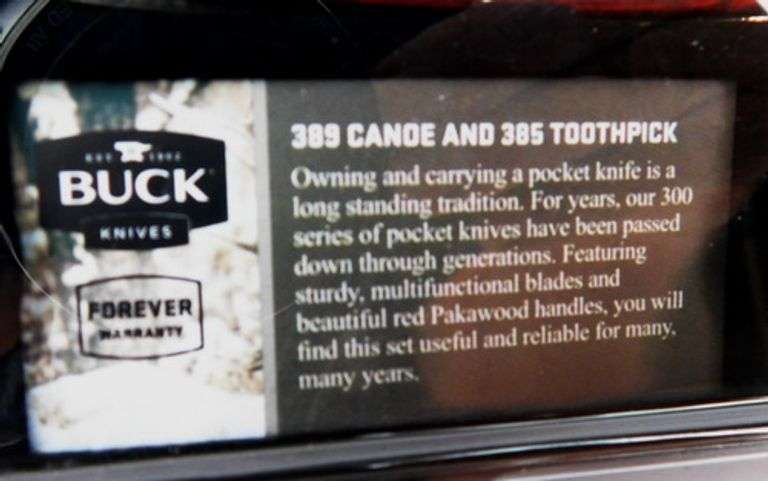 EST 1902
BUCK
KNIVES
FOREVER
WARRANTY
389 CANOE AND 385 TOOTHPICK
Owning and carrying a pocket knife is a
long standing tradition. For years, our 300
series of pocket knives have been passed
down through generations. Featuring
sturdy, multifunctional blades and
beautiful red Pakawood handles, you will
find this set useful and reliable for many,
many years.